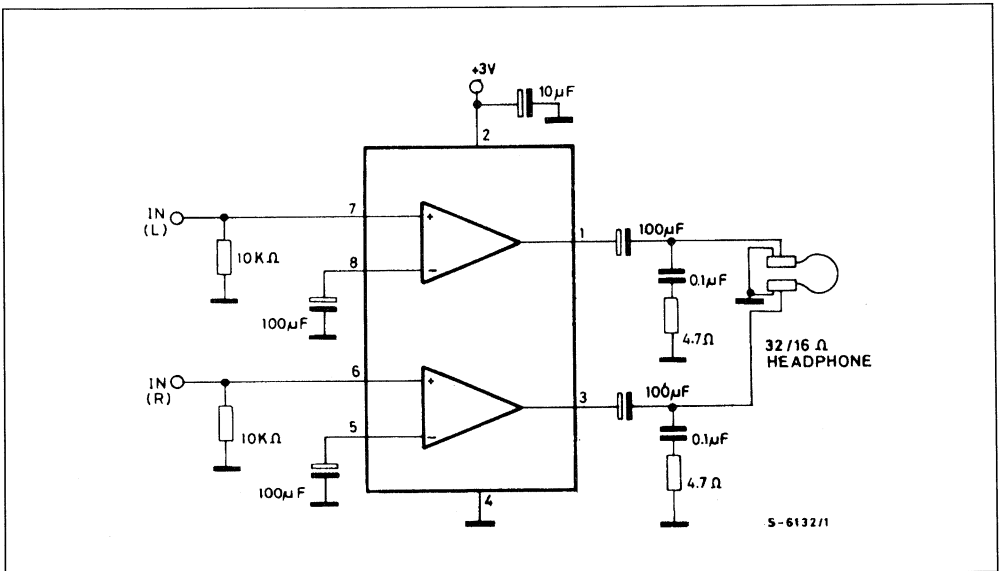 +3V
10μF
2
IN
(L)
7
+
10KΩ
8
−
100μF
1
100μF
0.1μF
4.7Ω
32/16 Ω
HEADPHONE
IN
(R)
6
+
10KΩ
5
−
100μF
3
100μF
0.1μF
4.7Ω
4
S-6132/1